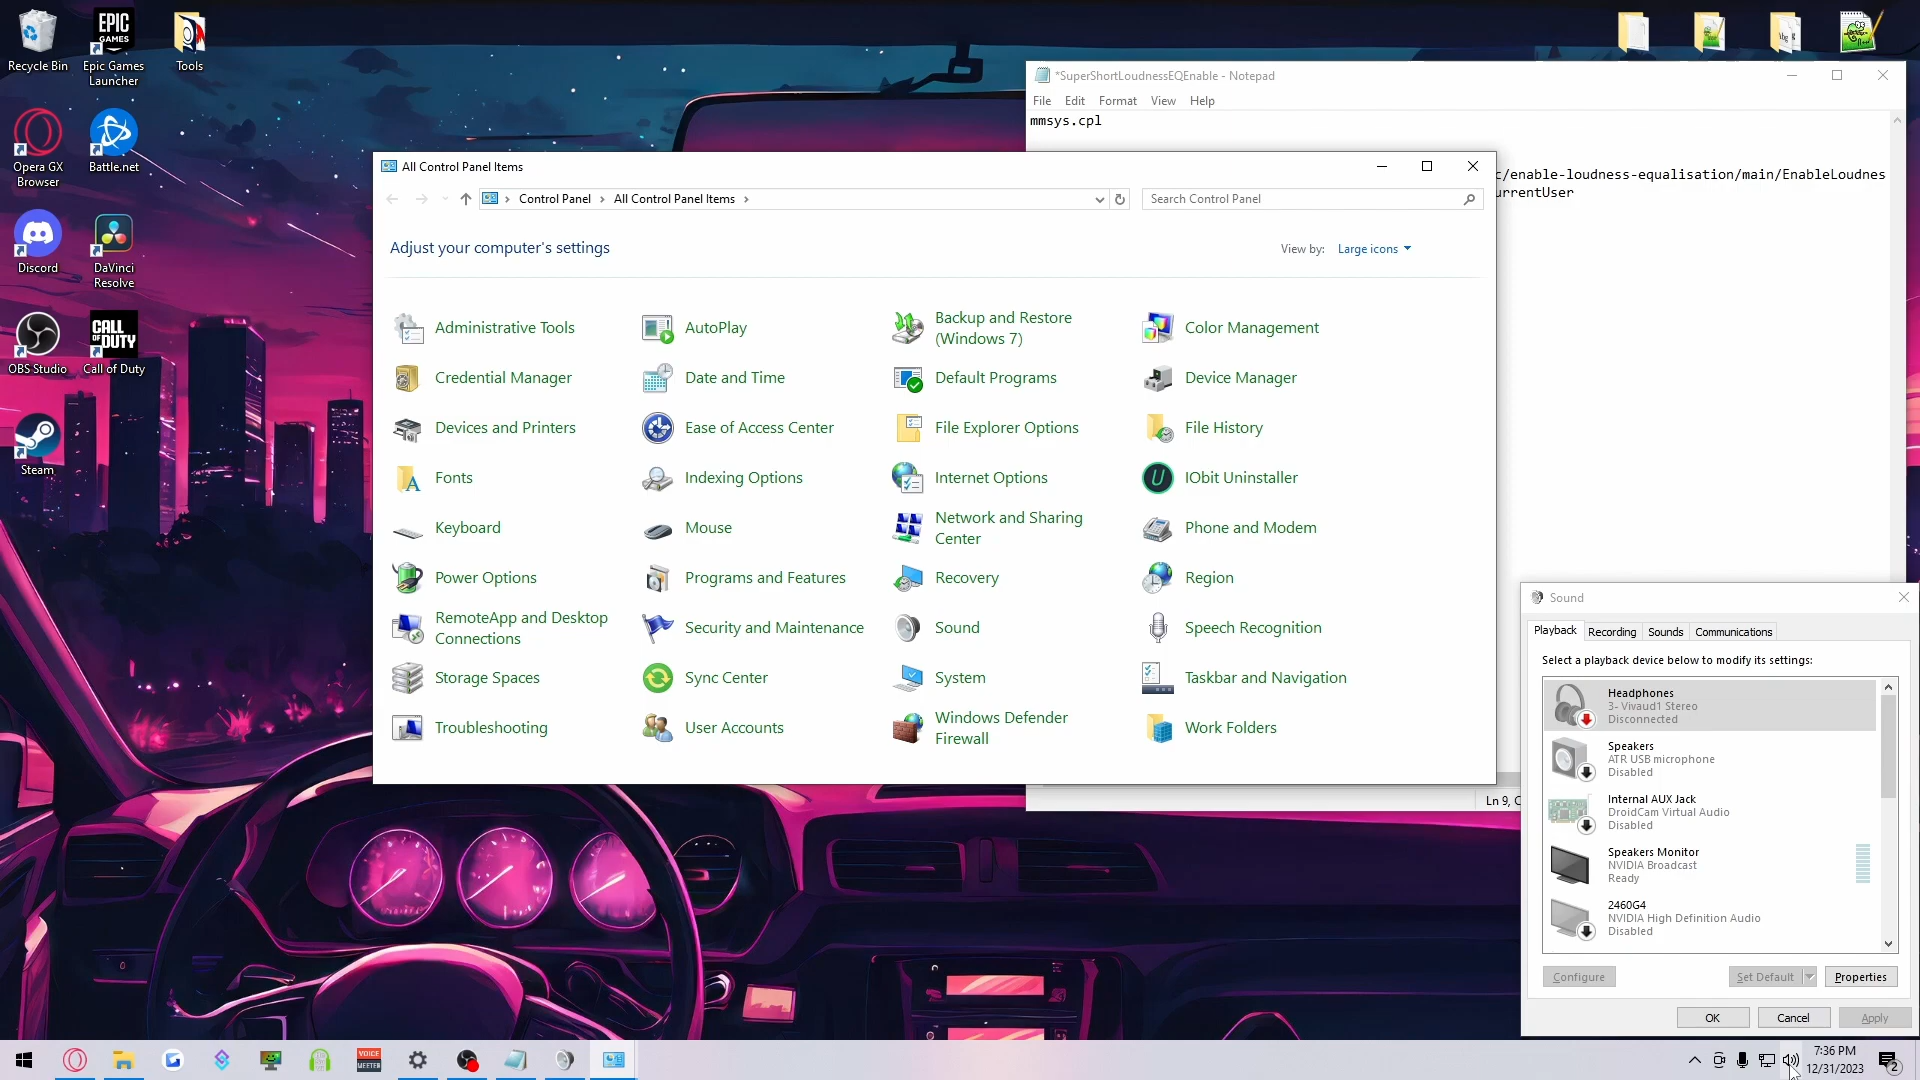 Recycle Bin
EPIC GAMES
Epic Games Launcher
Tools
Opera GX Browser
Battle.net
Discord
DaVinci Resolve
OBS Studio
CALL OF DUTY
Call of Duty
Steam
*SuperShortLoudnessEQEnable - Notepad
File Edit Format View Help
mmsys.cpl
c/enable-loudness-equalisation/main/EnableLoudnes
urrentUser
Ln 9, C
All Control Panel Items
Control Panel > All Control Panel Items >
Search Control Panel
Adjust your computer's settings
View by: Large icons
Administrative Tools
AutoPlay
Backup and Restore (Windows 7)
Color Management
Credential Manager
Date and Time
Default Programs
Device Manager
Devices and Printers
Ease of Access Center
File Explorer Options
File History
Fonts
Indexing Options
Internet Options
IObit Uninstaller
Keyboard
Mouse
Network and Sharing Center
Phone and Modem
Power Options
Programs and Features
Recovery
Region
RemoteApp and Desktop Connections
Security and Maintenance
Sound
Speech Recognition
Storage Spaces
Sync Center
System
Taskbar and Navigation
Troubleshooting
User Accounts
Windows Defender Firewall
Work Folders
Sound
Playback Recording Sounds Communications
Select a playback device below to modify its settings:
Headphones
3- Vivaud1 Stereo
Disconnected
Speakers
ATR USB microphone
Disabled
Internal AUX Jack
DroidCam Virtual Audio
Disabled
Speakers Monitor
NVIDIA Broadcast
Ready
2460G4
NVIDIA High Definition Audio
Disabled
Configure Set Default Properties
OK Cancel Apply
VOICE MEETER
7:36 PM
12/31/2023
2